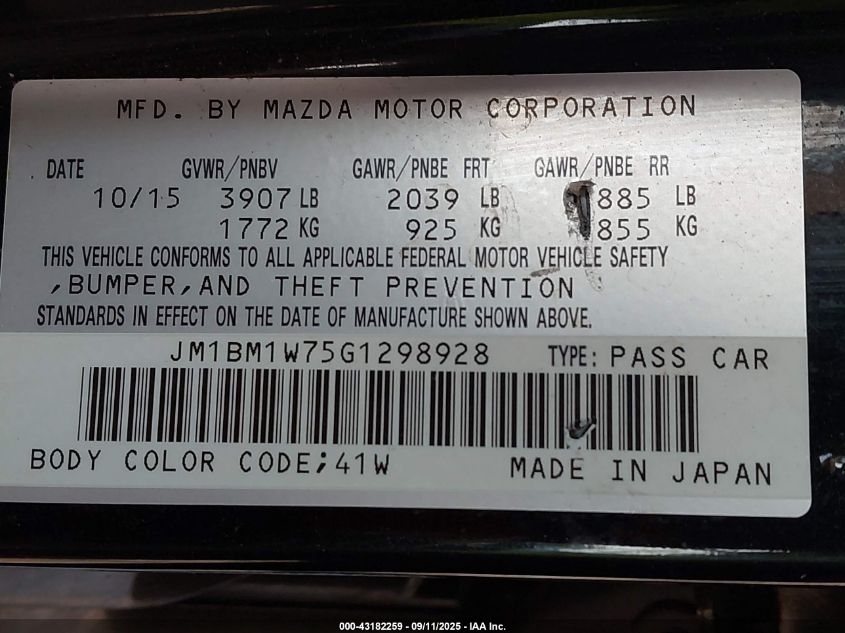 MFD. BY MAZDA MOTOR CORPORATION
DATE GVWR/PNBV GAWR/PNBE FRT GAWR/PNBE RR
10/15 3907 LB 2039 LB 885 LB
1772 KG 925 KG 855 KG
THIS VEHICLE CONFORMS TO ALL APPLICABLE FEDERAL MOTOR VEHICLE SAFETY
,BUMPER,AND THEFT PREVENTION
STANDARDS IN EFFECT ON THE DATE OF MANUFACTURE SHOWN ABOVE.
JM1BM1W75G1298928 TYPE: PASS CAR
BODY COLOR CODE;41W MADE IN JAPAN
000-43182259 - 09/11/2025 - IAA Inc.